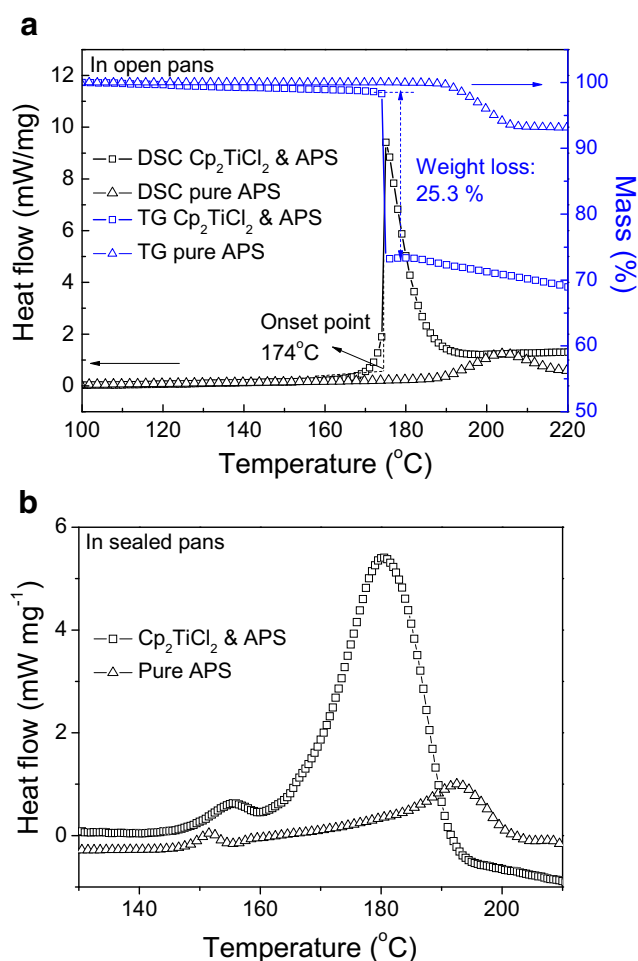 a
In open pans
12
10
8
6
4
2
0
Heat flow (mW/mg)
DSC Cp₂TiCl₂ & APS
DSC pure APS
TG Cp₂TiCl₂ & APS
TG pure APS
Weight loss:
25.3 %
Onset point
174°C
100
90
80
70
60
50
55
Mass (%)
100 120 140 160 180 200 220
Temperature (°C)
b
In sealed pans
6
4
2
0
Heat flow (mW mg⁻¹)
Cp₂TiCl₂ & APS
Pure APS
140 160 180 200
Temperature (°C)